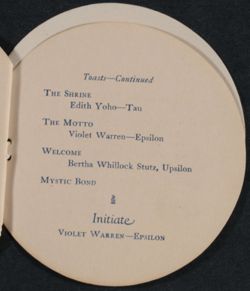 Toasts—Continued
THE SHRINE
Edith Yoho—Tau
THE MOTTO
Violet Warren—Epsilon
WELCOME
Bertha Whillock Stutz, Upsilon
MYSTIC BOND
Initiate
VIOLET WARREN—EPSILON